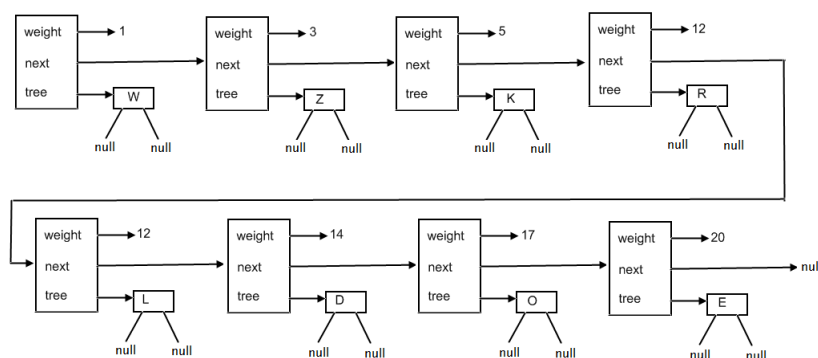 weight 1 weight 3 weight 5 weight 12
next next next next
tree W tree Z tree K tree R
null null null null null null null null
weight 12 weight 14 weight 17 weight 20
next next next next nul
tree L tree D tree O tree E
null null null null null null null null